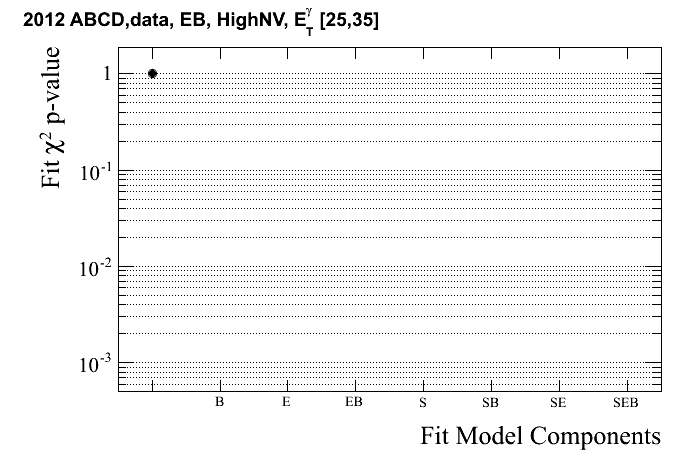 2012 ABCD,data, EB, HighNV, E_T^γ [25,35]
Fit χ² p-value
1
10⁻¹
10⁻²
10⁻³
B E EB S SB SE SEB
Fit Model Components